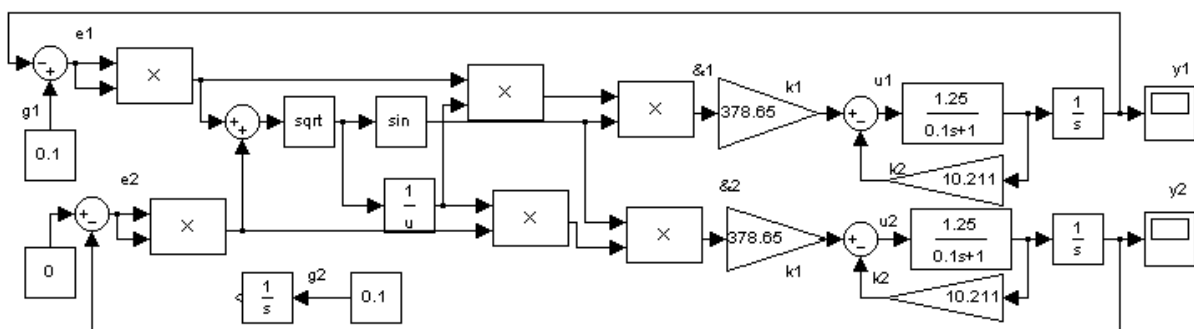 e1
g1
0.1
sqrt
sin
&1
k1
378.65
u1
1.25
0.1s+1
1
s
y1
k2
10.211
e2
0
1
u
&2
378.65
k1
u2
1.25
0.1s+1
1
s
y2
k2
10.211
1
s
g2
0.1